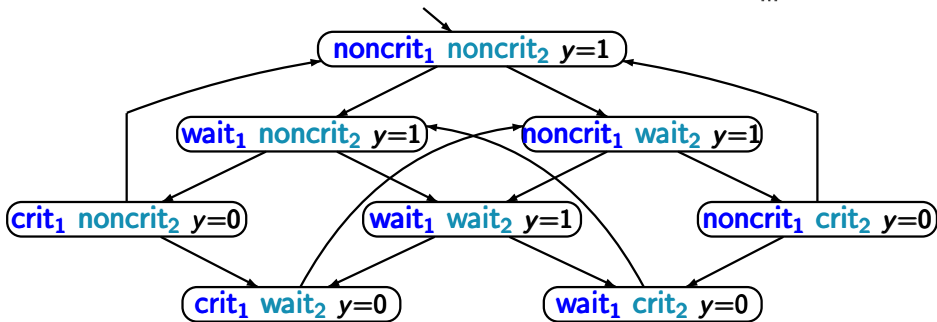 noncrit₁ noncrit₂ y=1
wait₁ noncrit₂ y=1 noncrit₁ wait₂ y=1
crit₁ noncrit₂ y=0 wait₁ wait₂ y=1 noncrit₁ crit₂ y=0
crit₁ wait₂ y=0 wait₁ crit₂ y=0